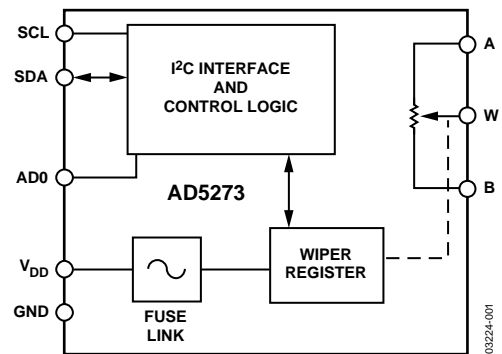 SCL
SDA
AD0
V_DD
GND
I²C INTERFACE
AND
CONTROL LOGIC
AD5273
FUSE
LINK
WIPER
REGISTER
A
W
B
03224-001